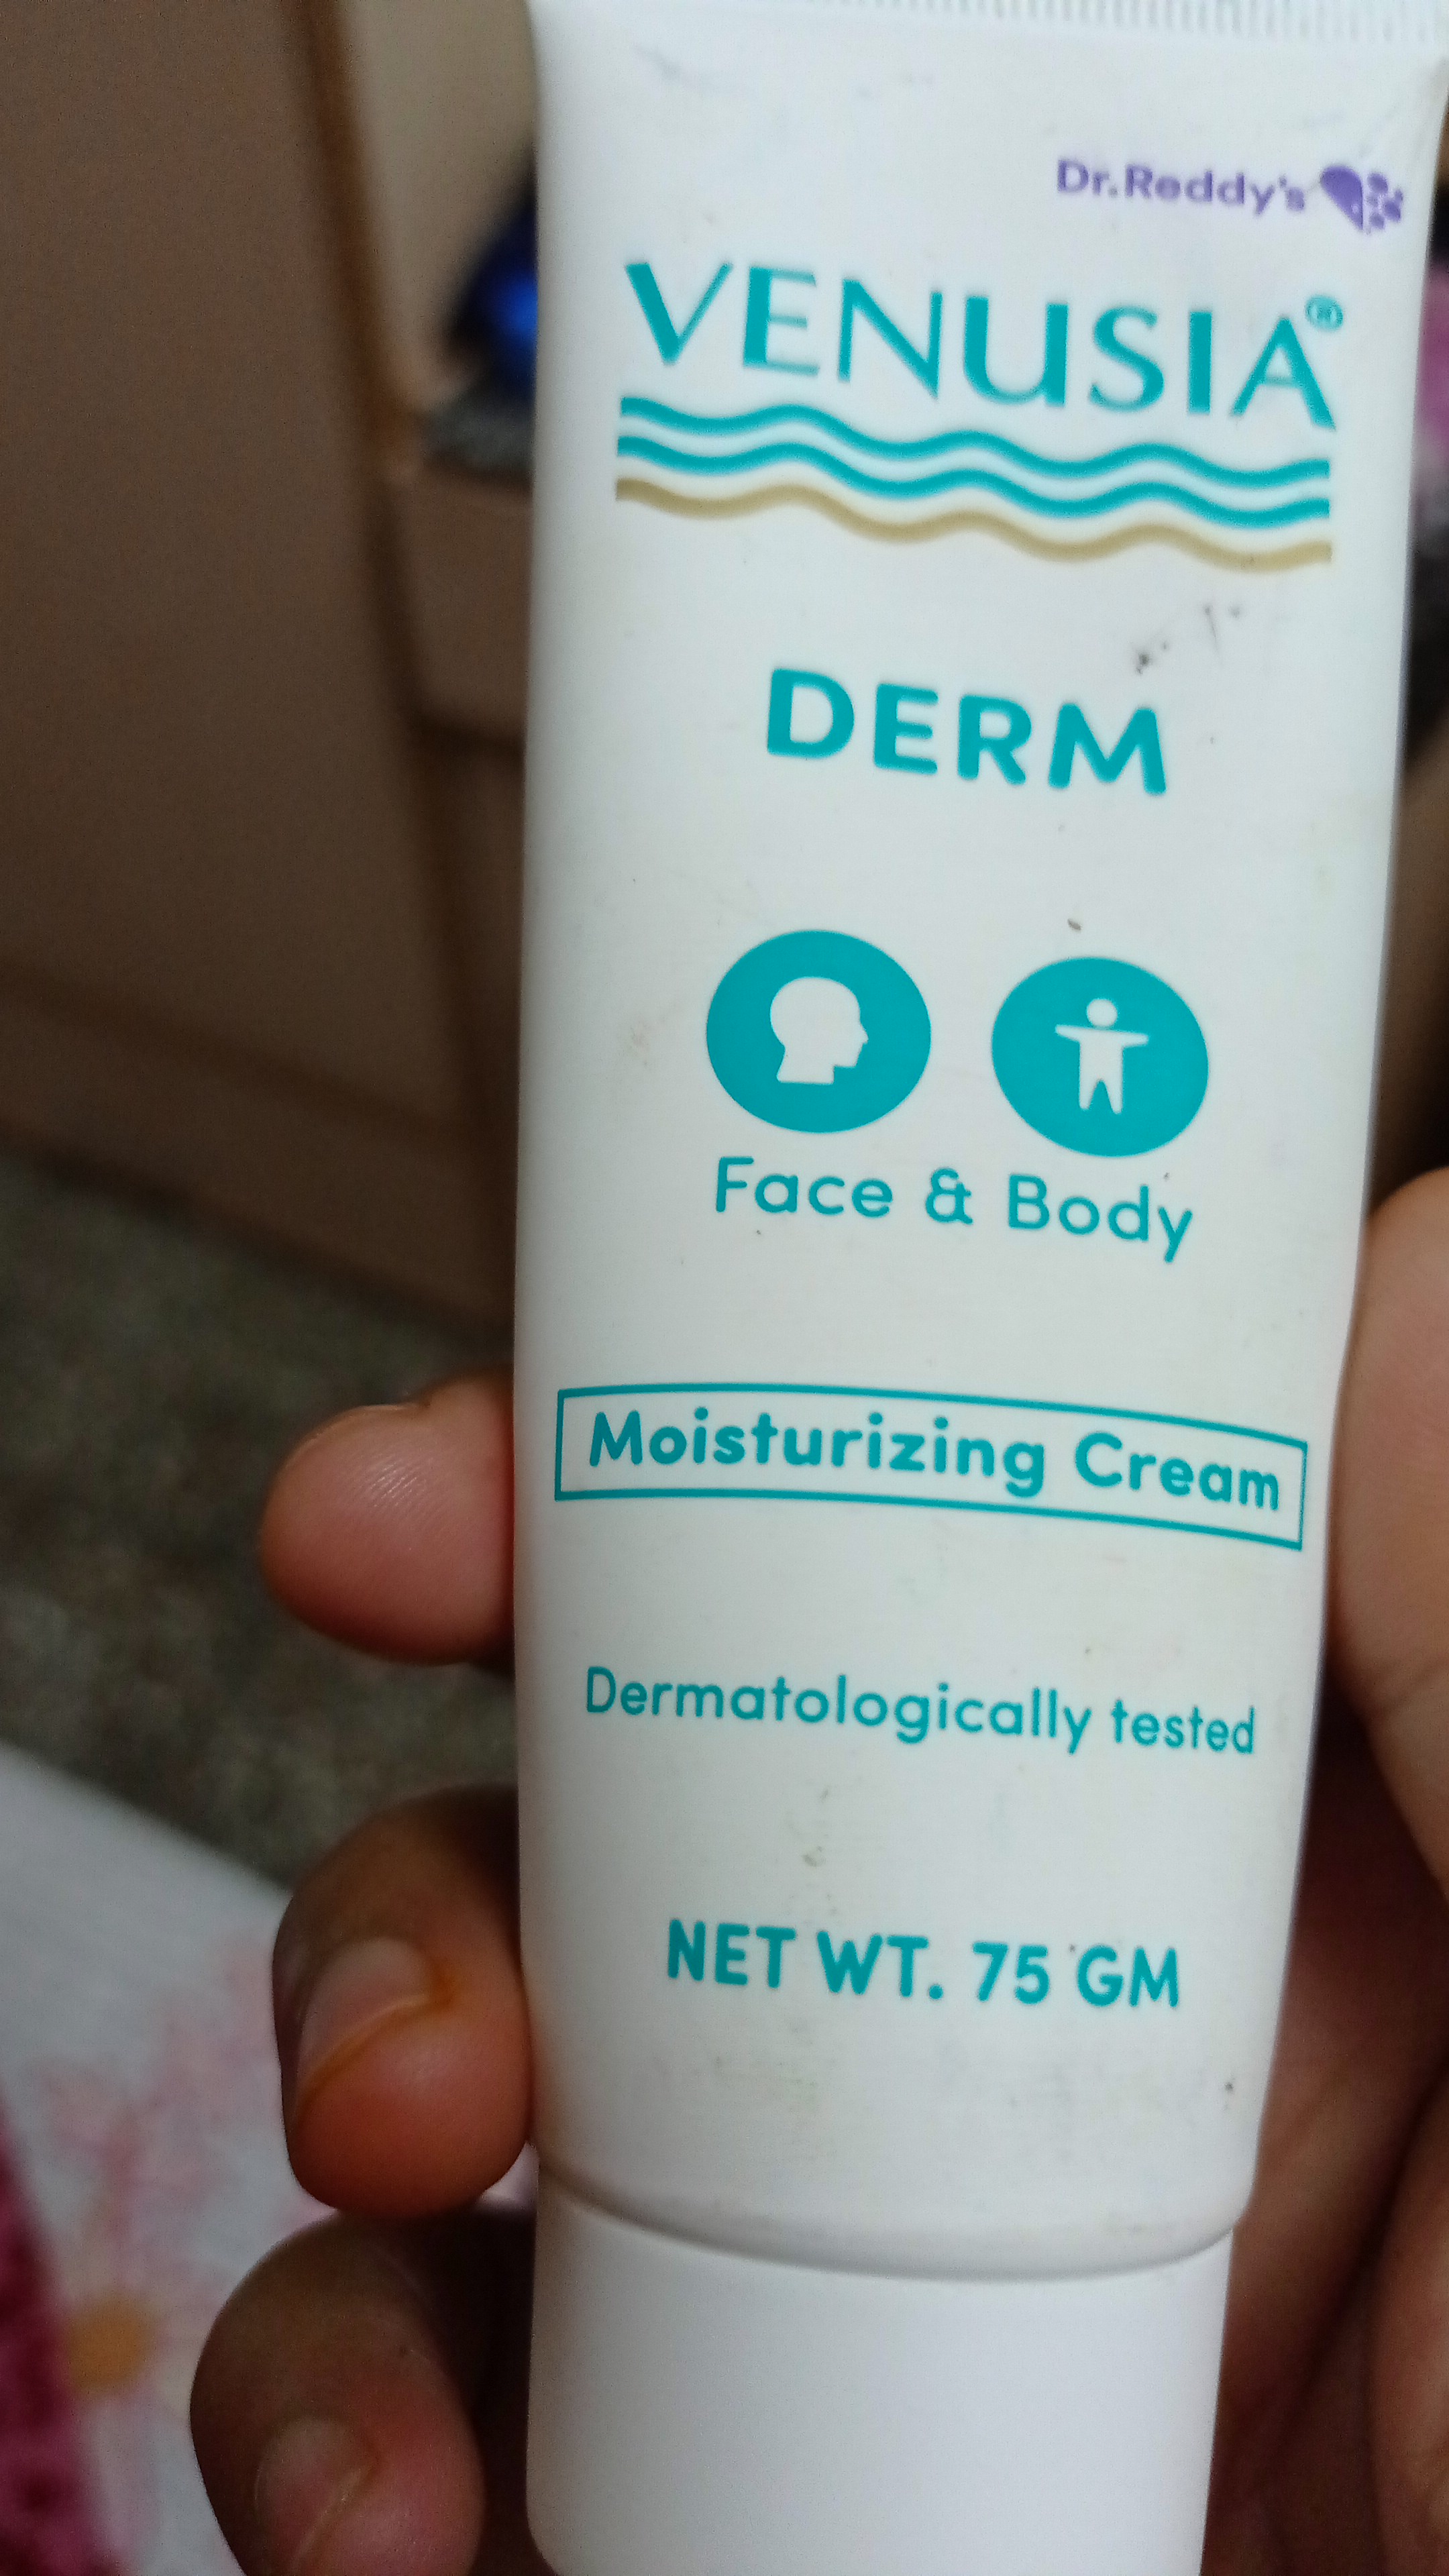 Dr.Reddy's
VENUSIA®
DERM
Face & Body
Moisturizing Cream
Dermatologically tested
NET WT. 75 GM